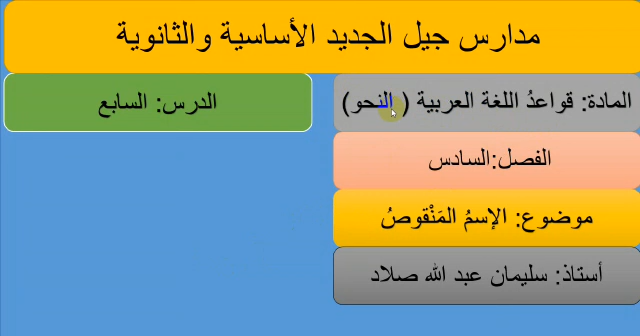 مدارس جيل الجديد الأساسية والثانوية
المادة: قواعدُ اللغة العربية ( النحو)
الدرس: السابع
الفصل:السادس
موضوع: الإسمُ المَنْقوصُ
أستاذ: سليمان عبد الله صلاد